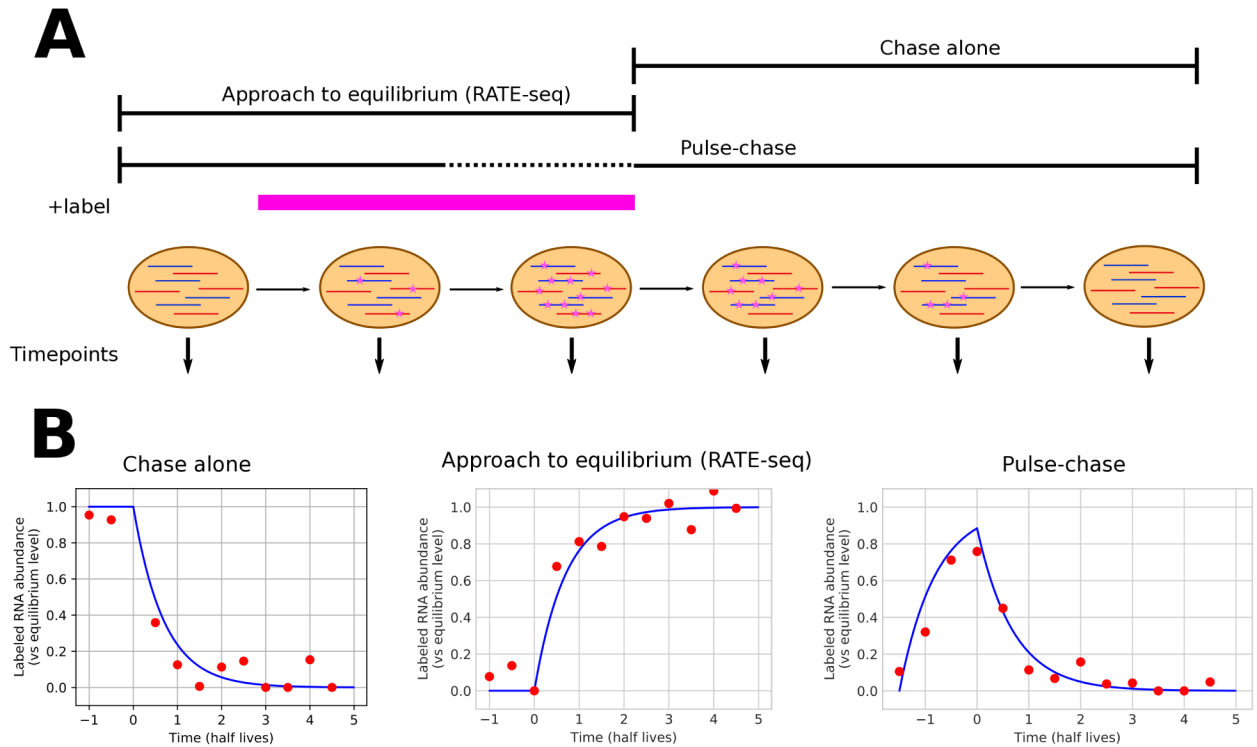 A
Chase alone
Approach to equilibrium (RATE-seq)
Pulse-chase
+label
Timepoints
B
Chase alone
1.0
0.8
0.6
0.4
0.2
0.0
Labeled RNA abundance
(vs equilibrium level)
−1 0 1 2 3 4 5
Time (half lives)
Approach to equilibrium (RATE-seq)
1.0
0.8
0.6
0.4
0.2
0.0
Labeled RNA abundance
(vs equilibrium level)
−1 0 1 2 3 4 5
Time (half lives)
Pulse-chase
1.0
0.8
0.6
0.4
0.2
0.0
Labeled RNA abundance
(vs equilibrium level)
−1 0 1 2 3 4 5
Time (half lives)